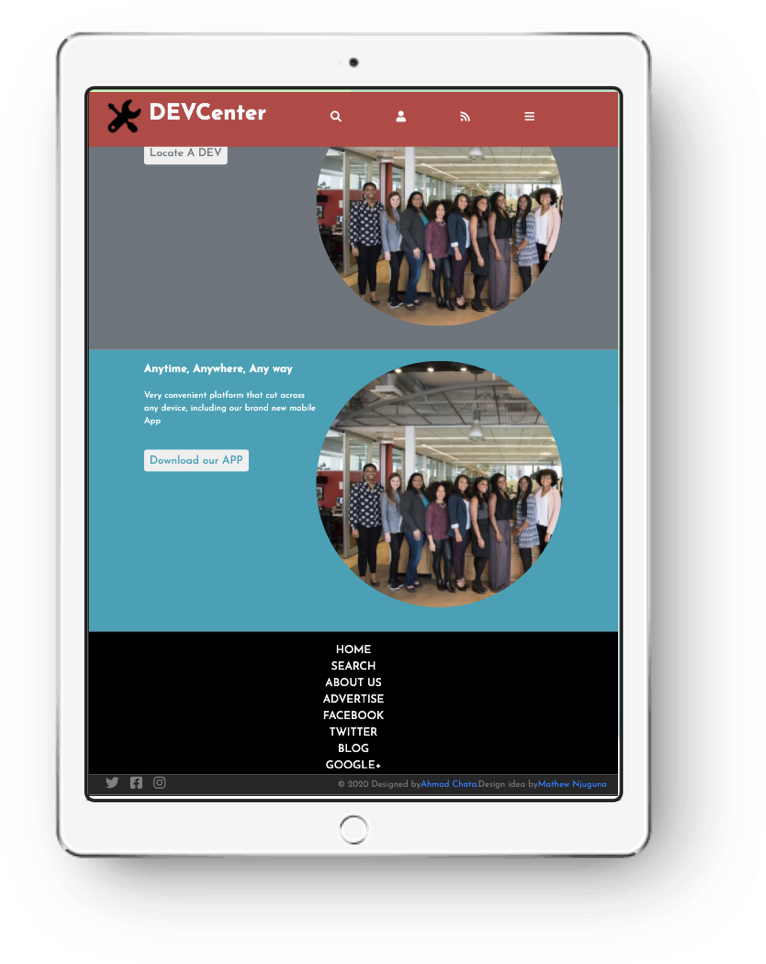 DEVCenter
Locate A DEV
Anytime, Anywhere, Any way
Very convenient platform that cut across
any device, including our brand new mobile
App
Download our APP
HOME
SEARCH
ABOUT US
ADVERTISE
FACEBOOK
TWITTER
BLOG
GOOGLE+
© 2020 Designed byAhmad Chata.Design idea byMathew Njuguna